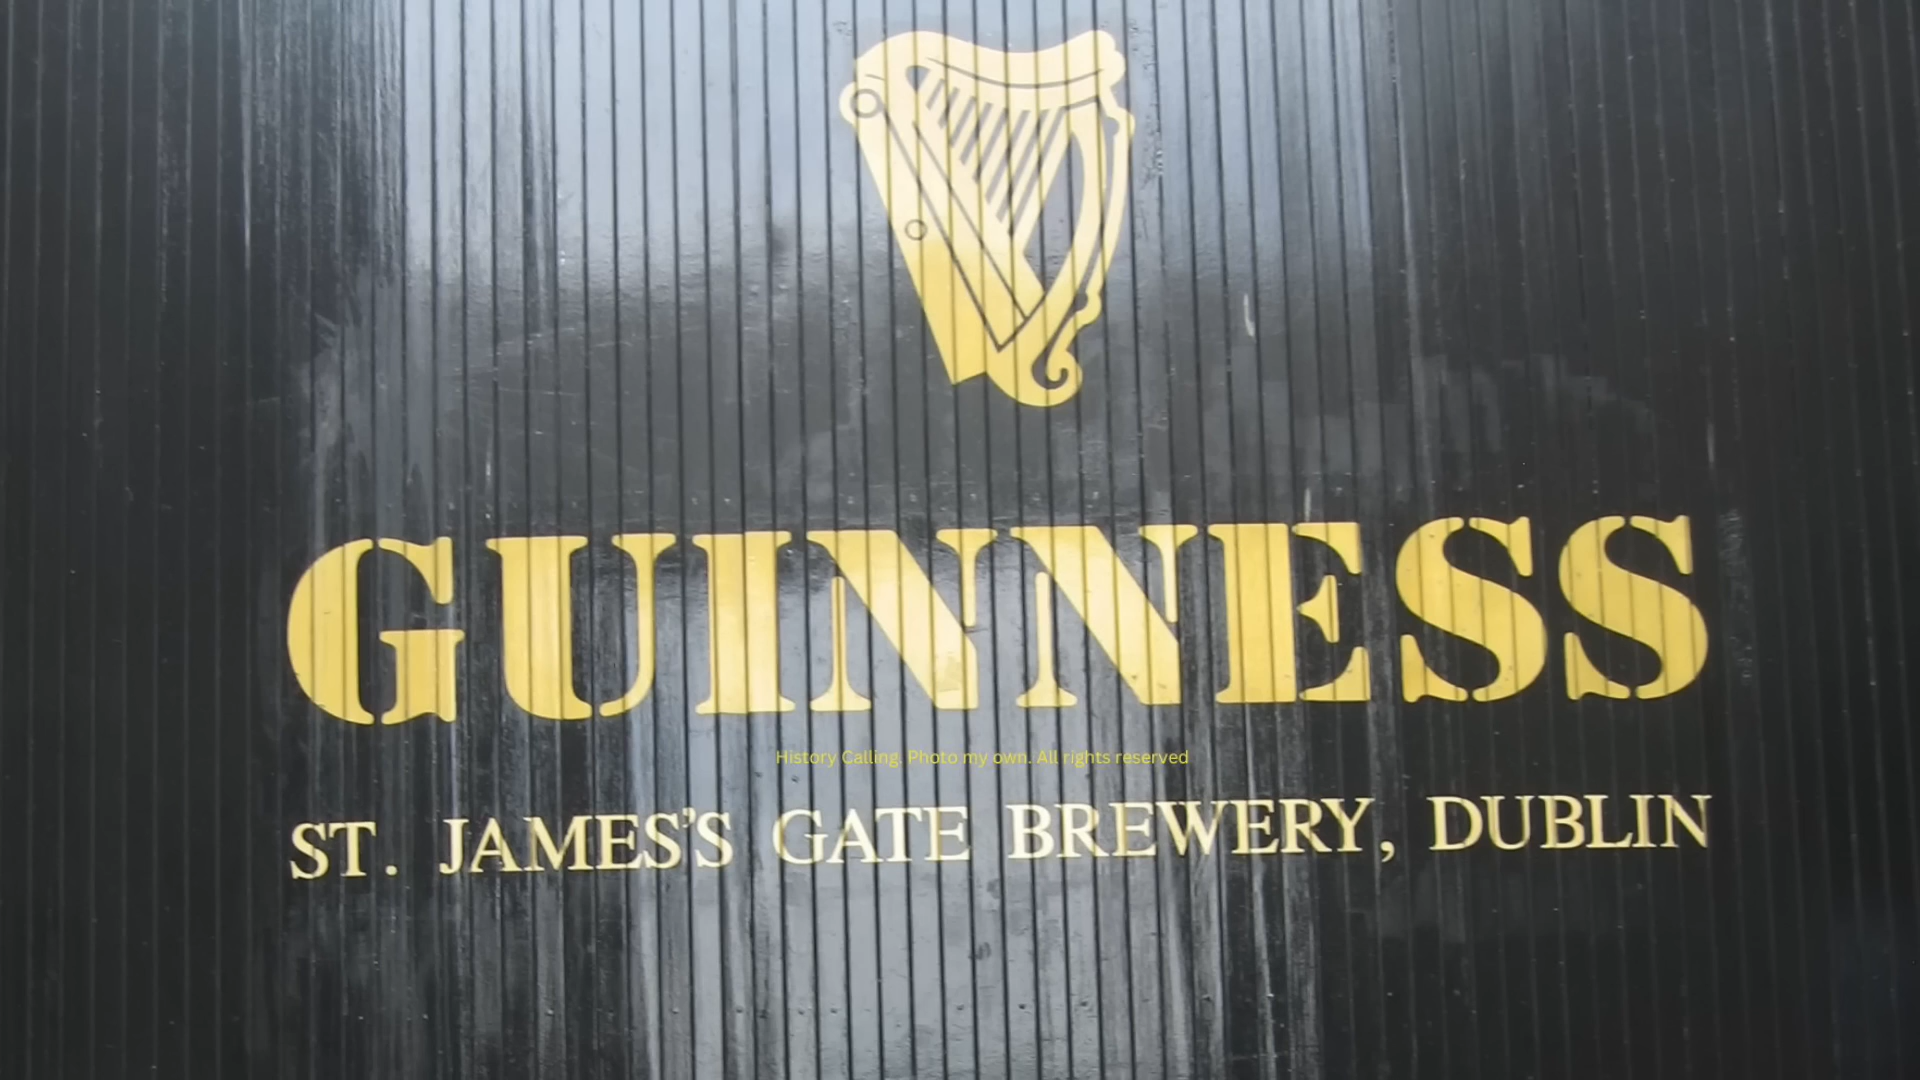 GUINNESS
History Calling. Photo my own. All rights reserved
ST. JAMES'S GATE BREWERY, DUBLIN